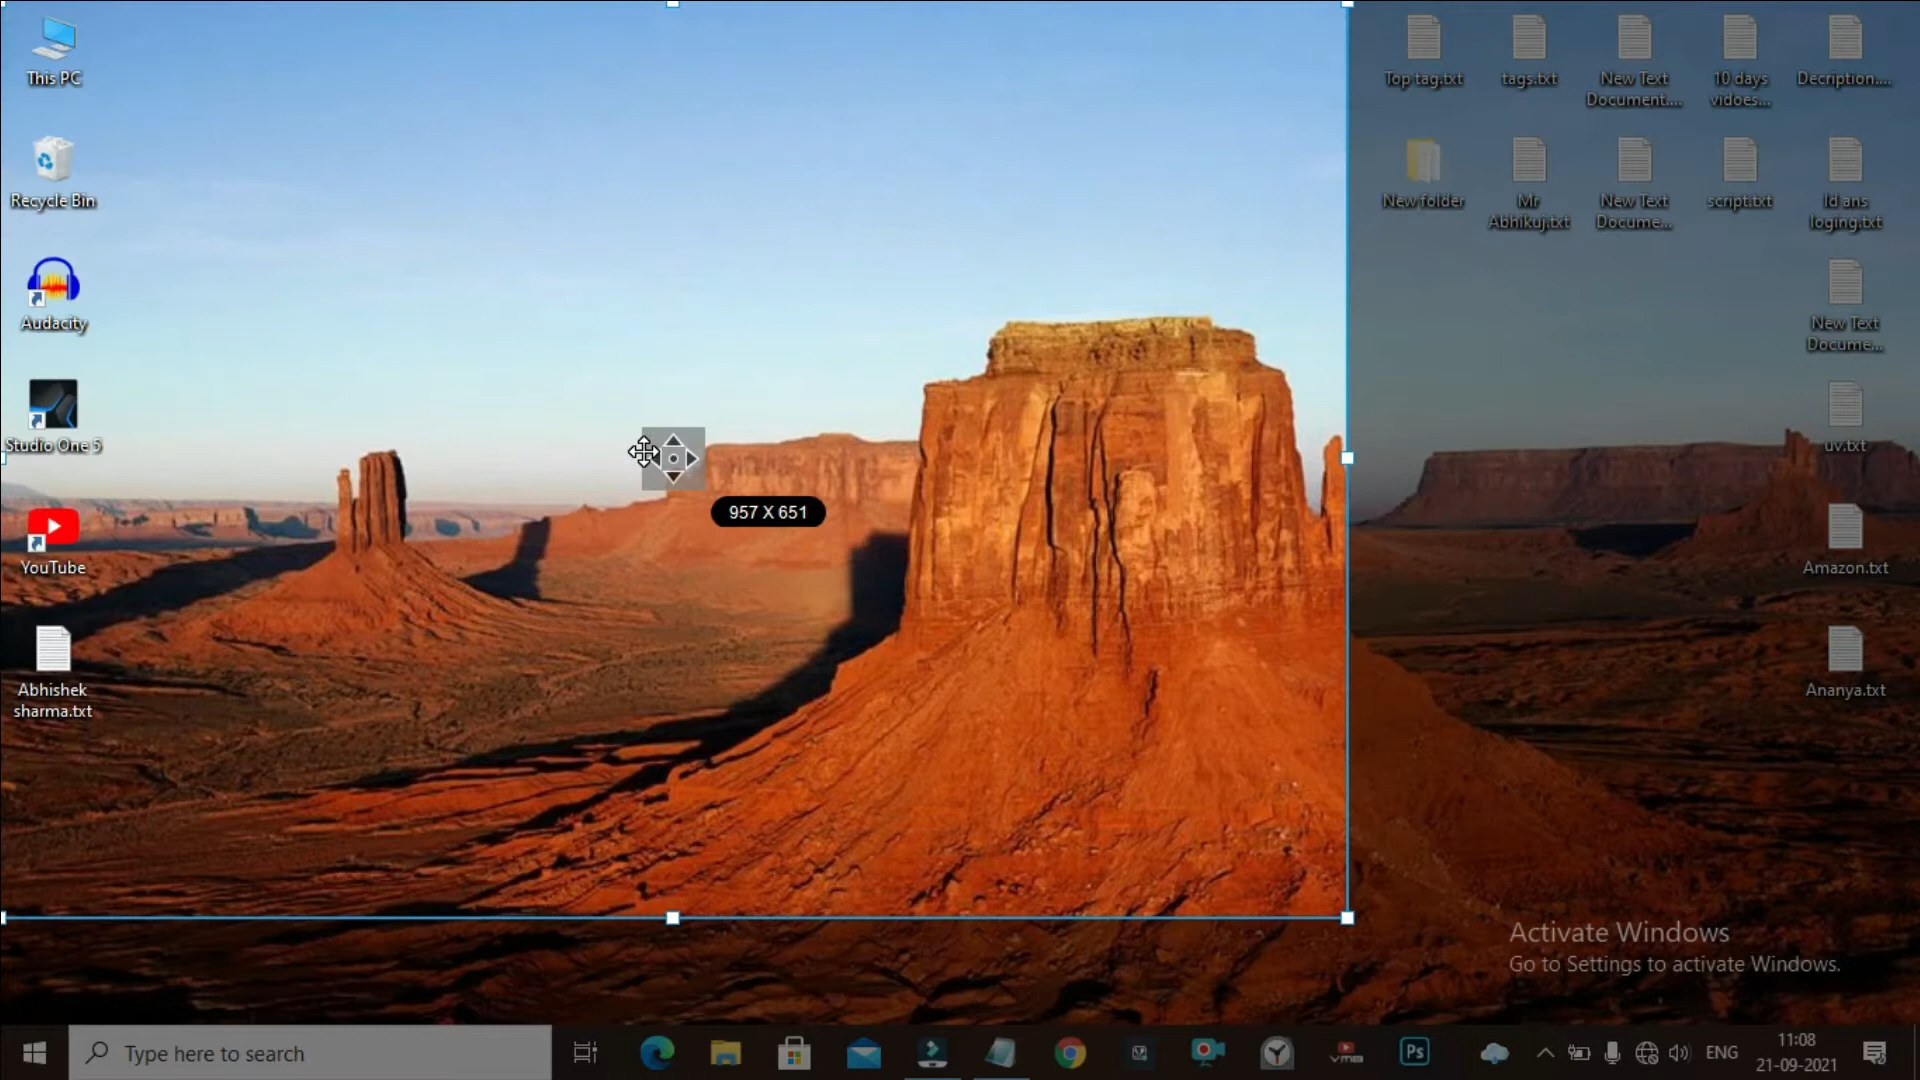 This PC
Recycle Bin
Audacity
Studio One 5
YouTube
Abhishek
sharma.txt
957 X 651
Top tag.txt
tags.txt
New Text
Document....
10 days
vidoes...
Decription....
New folder
Mr
Abhikuj.txt
New Text
Docume...
script.txt
Id ans
loging.txt
New Text
Docume...
uv.txt
Amazon.txt
Ananya.txt
Activate Windows
Go to Settings to activate Windows.
Type here to search
VMB
Ps
ENG
11:08
21-09-2021